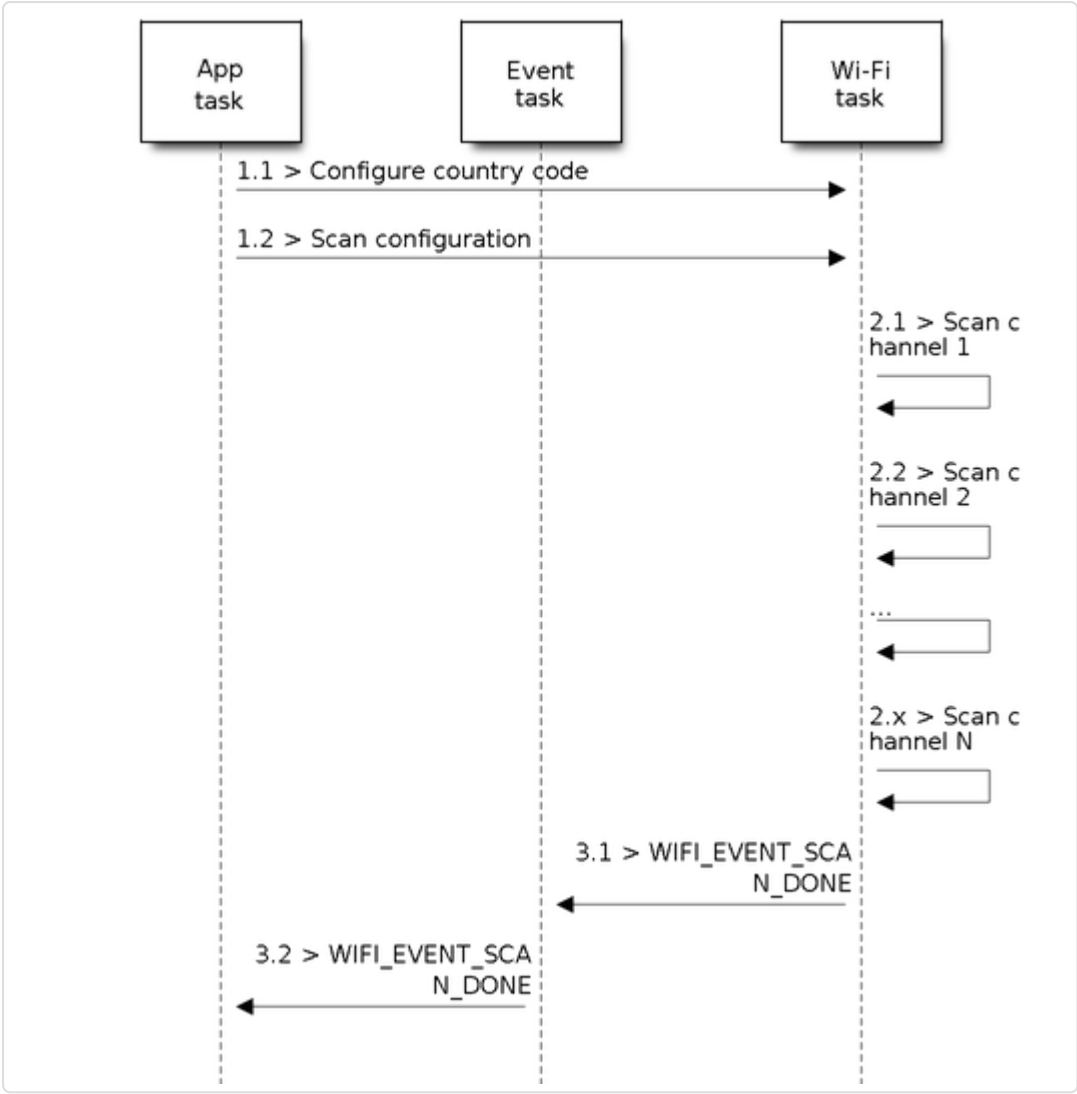 App
task
Event
task
Wi-Fi
task
1.1 > Configure country code
1.2 > Scan configuration
2.1 > Scan c
hannel 1
2.2 > Scan c
hannel 2
...
2.x > Scan c
hannel N
3.1 > WIFI_EVENT_SCA
N_DONE
3.2 > WIFI_EVENT_SCA
N_DONE